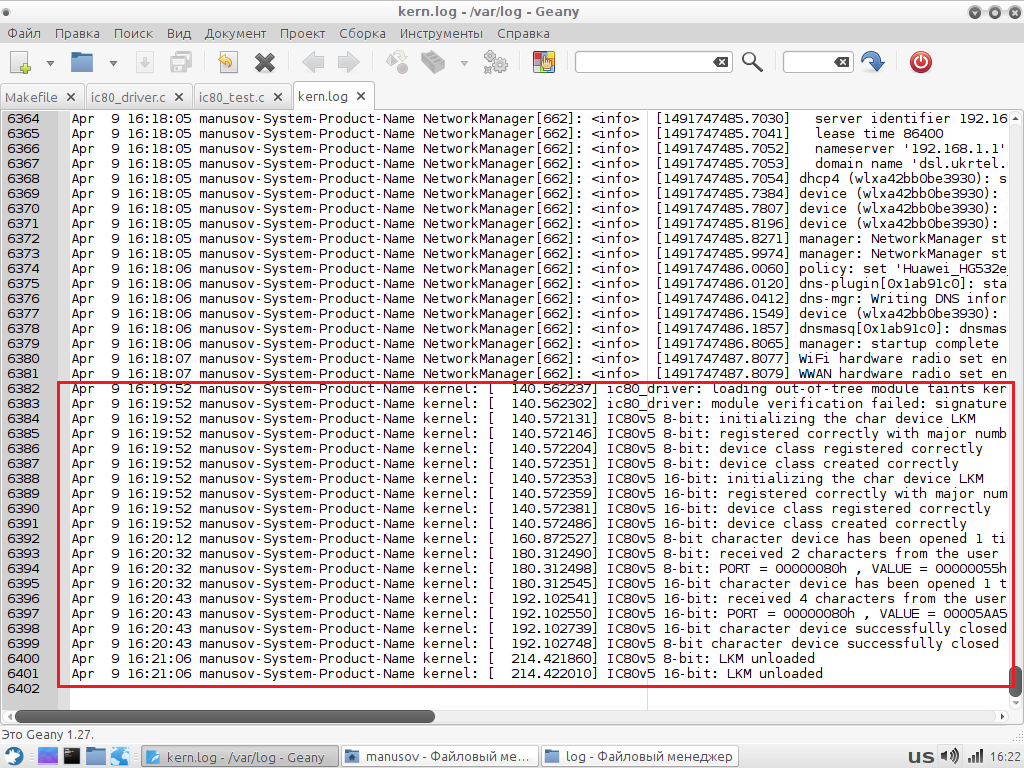 kern.log - /var/log - Geany
Файл Правка Поиск Вид Документ Проект Сборка Инструменты Справка
Makefile ic80_driver.c ic80_test.c kern.log
6364 Apr  9 16:18:05 manusov-System-Product-Name NetworkManager[662]: <info>  [1491747485.7030]   server identifier 192.16
6365 Apr  9 16:18:05 manusov-System-Product-Name NetworkManager[662]: <info>  [1491747485.7041]   lease time 86400
6366 Apr  9 16:18:05 manusov-System-Product-Name NetworkManager[662]: <info>  [1491747485.7052]   nameserver '192.168.1.1'
6367 Apr  9 16:18:05 manusov-System-Product-Name NetworkManager[662]: <info>  [1491747485.7053]   domain name 'dsl.ukrtel.
6368 Apr  9 16:18:05 manusov-System-Product-Name NetworkManager[662]: <info>  [1491747485.7054] dhcp4 (wlxa42bb0be3930): s
6369 Apr  9 16:18:05 manusov-System-Product-Name NetworkManager[662]: <info>  [1491747485.7384] device (wlxa42bb0be3930):
6370 Apr  9 16:18:05 manusov-System-Product-Name NetworkManager[662]: <info>  [1491747485.7807] device (wlxa42bb0be3930):
6371 Apr  9 16:18:05 manusov-System-Product-Name NetworkManager[662]: <info>  [1491747485.8196] device (wlxa42bb0be3930):
6372 Apr  9 16:18:05 manusov-System-Product-Name NetworkManager[662]: <info>  [1491747485.8271] manager: NetworkManager st
6373 Apr  9 16:18:05 manusov-System-Product-Name NetworkManager[662]: <info>  [1491747485.9974] manager: NetworkManager st
6374 Apr  9 16:18:06 manusov-System-Product-Name NetworkManager[662]: <info>  [1491747486.0060] policy: set 'Huawei_HG532e_
6375 Apr  9 16:18:06 manusov-System-Product-Name NetworkManager[662]: <info>  [1491747486.0120] dns-plugin[0x1ab91c0]: sta
6376 Apr  9 16:18:06 manusov-System-Product-Name NetworkManager[662]: <info>  [1491747486.0412] dns-mgr: Writing DNS infor
6377 Apr  9 16:18:06 manusov-System-Product-Name NetworkManager[662]: <info>  [1491747486.1549] device (wlxa42bb0be3930):
6378 Apr  9 16:18:06 manusov-System-Product-Name NetworkManager[662]: <info>  [1491747486.1857] dnsmasq[0x1ab91c0]: dnsmas
6379 Apr  9 16:18:06 manusov-System-Product-Name NetworkManager[662]: <info>  [1491747486.8065] manager: startup complete
6380 Apr  9 16:18:07 manusov-System-Product-Name NetworkManager[662]: <info>  [1491747487.8077] WiFi hardware radio set en
6381 Apr  9 16:18:07 manusov-System-Product-Name NetworkManager[662]: <info>  [1491747487.8079] WWAN hardware radio set en
6382 Apr  9 16:19:52 manusov-System-Product-Name kernel: [  140.562237] ic80_driver: loading out-of-tree module taints ker
6383 Apr  9 16:19:52 manusov-System-Product-Name kernel: [  140.562302] ic80_driver: module verification failed: signature
6384 Apr  9 16:19:52 manusov-System-Product-Name kernel: [  140.572131] IC80v5 8-bit: initializing the char device LKM
6385 Apr  9 16:19:52 manusov-System-Product-Name kernel: [  140.572146] IC80v5 8-bit: registered correctly with major numb
6386 Apr  9 16:19:52 manusov-System-Product-Name kernel: [  140.572204] IC80v5 8-bit: device class registered correctly
6387 Apr  9 16:19:52 manusov-System-Product-Name kernel: [  140.572351] IC80v5 8-bit: device class created correctly
6388 Apr  9 16:19:52 manusov-System-Product-Name kernel: [  140.572353] IC80v5 16-bit: initializing the char device LKM
6389 Apr  9 16:19:52 manusov-System-Product-Name kernel: [  140.572359] IC80v5 16-bit: registered correctly with major num
6390 Apr  9 16:19:52 manusov-System-Product-Name kernel: [  140.572381] IC80v5 16-bit: device class registered correctly
6391 Apr  9 16:19:52 manusov-System-Product-Name kernel: [  140.572486] IC80v5 16-bit: device class created correctly
6392 Apr  9 16:20:12 manusov-System-Product-Name kernel: [  160.872527] IC80v5 8-bit character device has been opened 1 ti
6393 Apr  9 16:20:32 manusov-System-Product-Name kernel: [  180.312490] IC80v5 8-bit: received 2 characters from the user
6394 Apr  9 16:20:32 manusov-System-Product-Name kernel: [  180.312498] IC80v5 8-bit: PORT = 00000080h , VALUE = 00000055h
6395 Apr  9 16:20:32 manusov-System-Product-Name kernel: [  180.312545] IC80v5 16-bit character device has been opened 1 t
6396 Apr  9 16:20:43 manusov-System-Product-Name kernel: [  192.102541] IC80v5 16-bit: received 4 characters from the user
6397 Apr  9 16:20:43 manusov-System-Product-Name kernel: [  192.102550] IC80v5 16-bit: PORT = 00000080h , VALUE = 00005AA5
6398 Apr  9 16:20:43 manusov-System-Product-Name kernel: [  192.102739] IC80v5 16-bit character device successfully closed
6399 Apr  9 16:20:43 manusov-System-Product-Name kernel: [  192.102748] IC80v5 8-bit: character device successfully closed
6400 Apr  9 16:21:06 manusov-System-Product-Name kernel: [  214.421860] IC80v5 8-bit: LKM unloaded
6401 Apr  9 16:21:06 manusov-System-Product-Name kernel: [  214.422010] IC80v5 16-bit: LKM unloaded
6402
Это Geany 1.27.
kern.log - /var/log - Geany manusov - Файловый ме... log - Файловый менеджер us 16:22